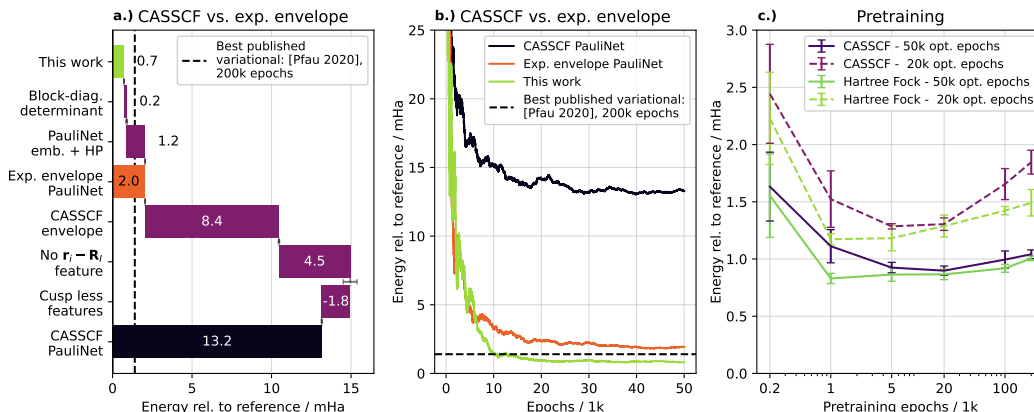 a.) CASSCF vs. exp. envelope
This work
Block-diag.
determinant
PauliNet
emb. + HP
Exp. envelope
PauliNet
CASSCF
envelope
No r_i − R_i
feature
Cusp less
features
CASSCF
PauliNet
0.7
0.2
1.2
2.0
8.4
4.5
-1.8
13.2
Best published
variational: [Pfau 2020],
200k epochs
0 5 10 15
Energy rel. to reference / mHa
b.) CASSCF vs. exp. envelope
Energy rel. to reference / mHa
25
20
15
10
5
0
CASSCF PauliNet
Exp. envelope PauliNet
This work
Best published variational:
[Pfau 2020], 200k epochs
0 10 20 30 40 50
Epochs / 1k
c.) Pretraining
Energy rel. to reference / mHa
3.0
2.5
2.0
1.5
1.0
0.5
0.0
CASSCF - 50k opt. epochs
CASSCF -  20k opt. epochs
Hartree Fock - 50k opt. epochs
Hartree Fock -  20k opt. epochs
0.2 1 5 20 100
Pretraining epochs / 1k